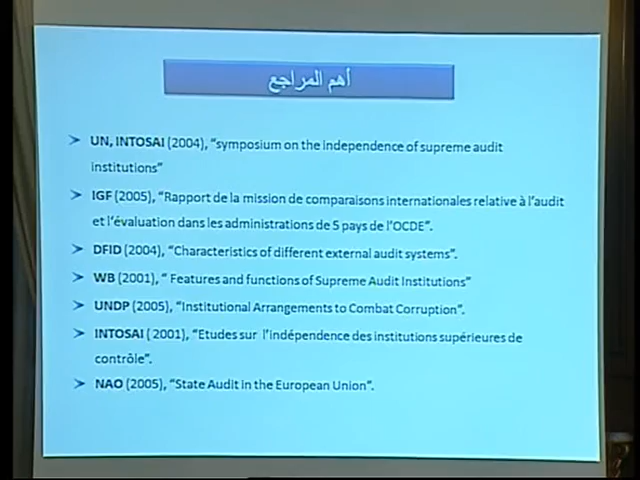 أهم المراجع
➢ UN, INTOSAI (2004), "symposium on the independence of supreme audit
institutions"
➢ IGF (2005), "Rapport de la mission de comparaisons internationales relative à l'audit
et l'évaluation dans les administrations de 5 pays de l'OCDE".
➢ DFID (2004), "Characteristics of different external audit systems".
➢ WB (2001), " Features and functions of Supreme Audit Institutions"
➢ UNDP (2005), "Institutional Arrangements to Combat Corruption".
➢ INTOSAI ( 2001), "Etudes sur l'indépendance des institutions supérieures de
contrôle".
➢ NAO (2005), "State Audit in the European Union".